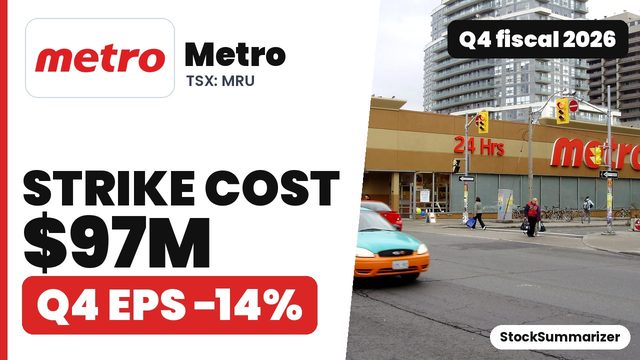 metro
Metro
TSX: MRU
Q4 fiscal 2026
STRIKE COST
$97M
Q4 EPS -14%
24 Hrs
metro
StockSummarizer